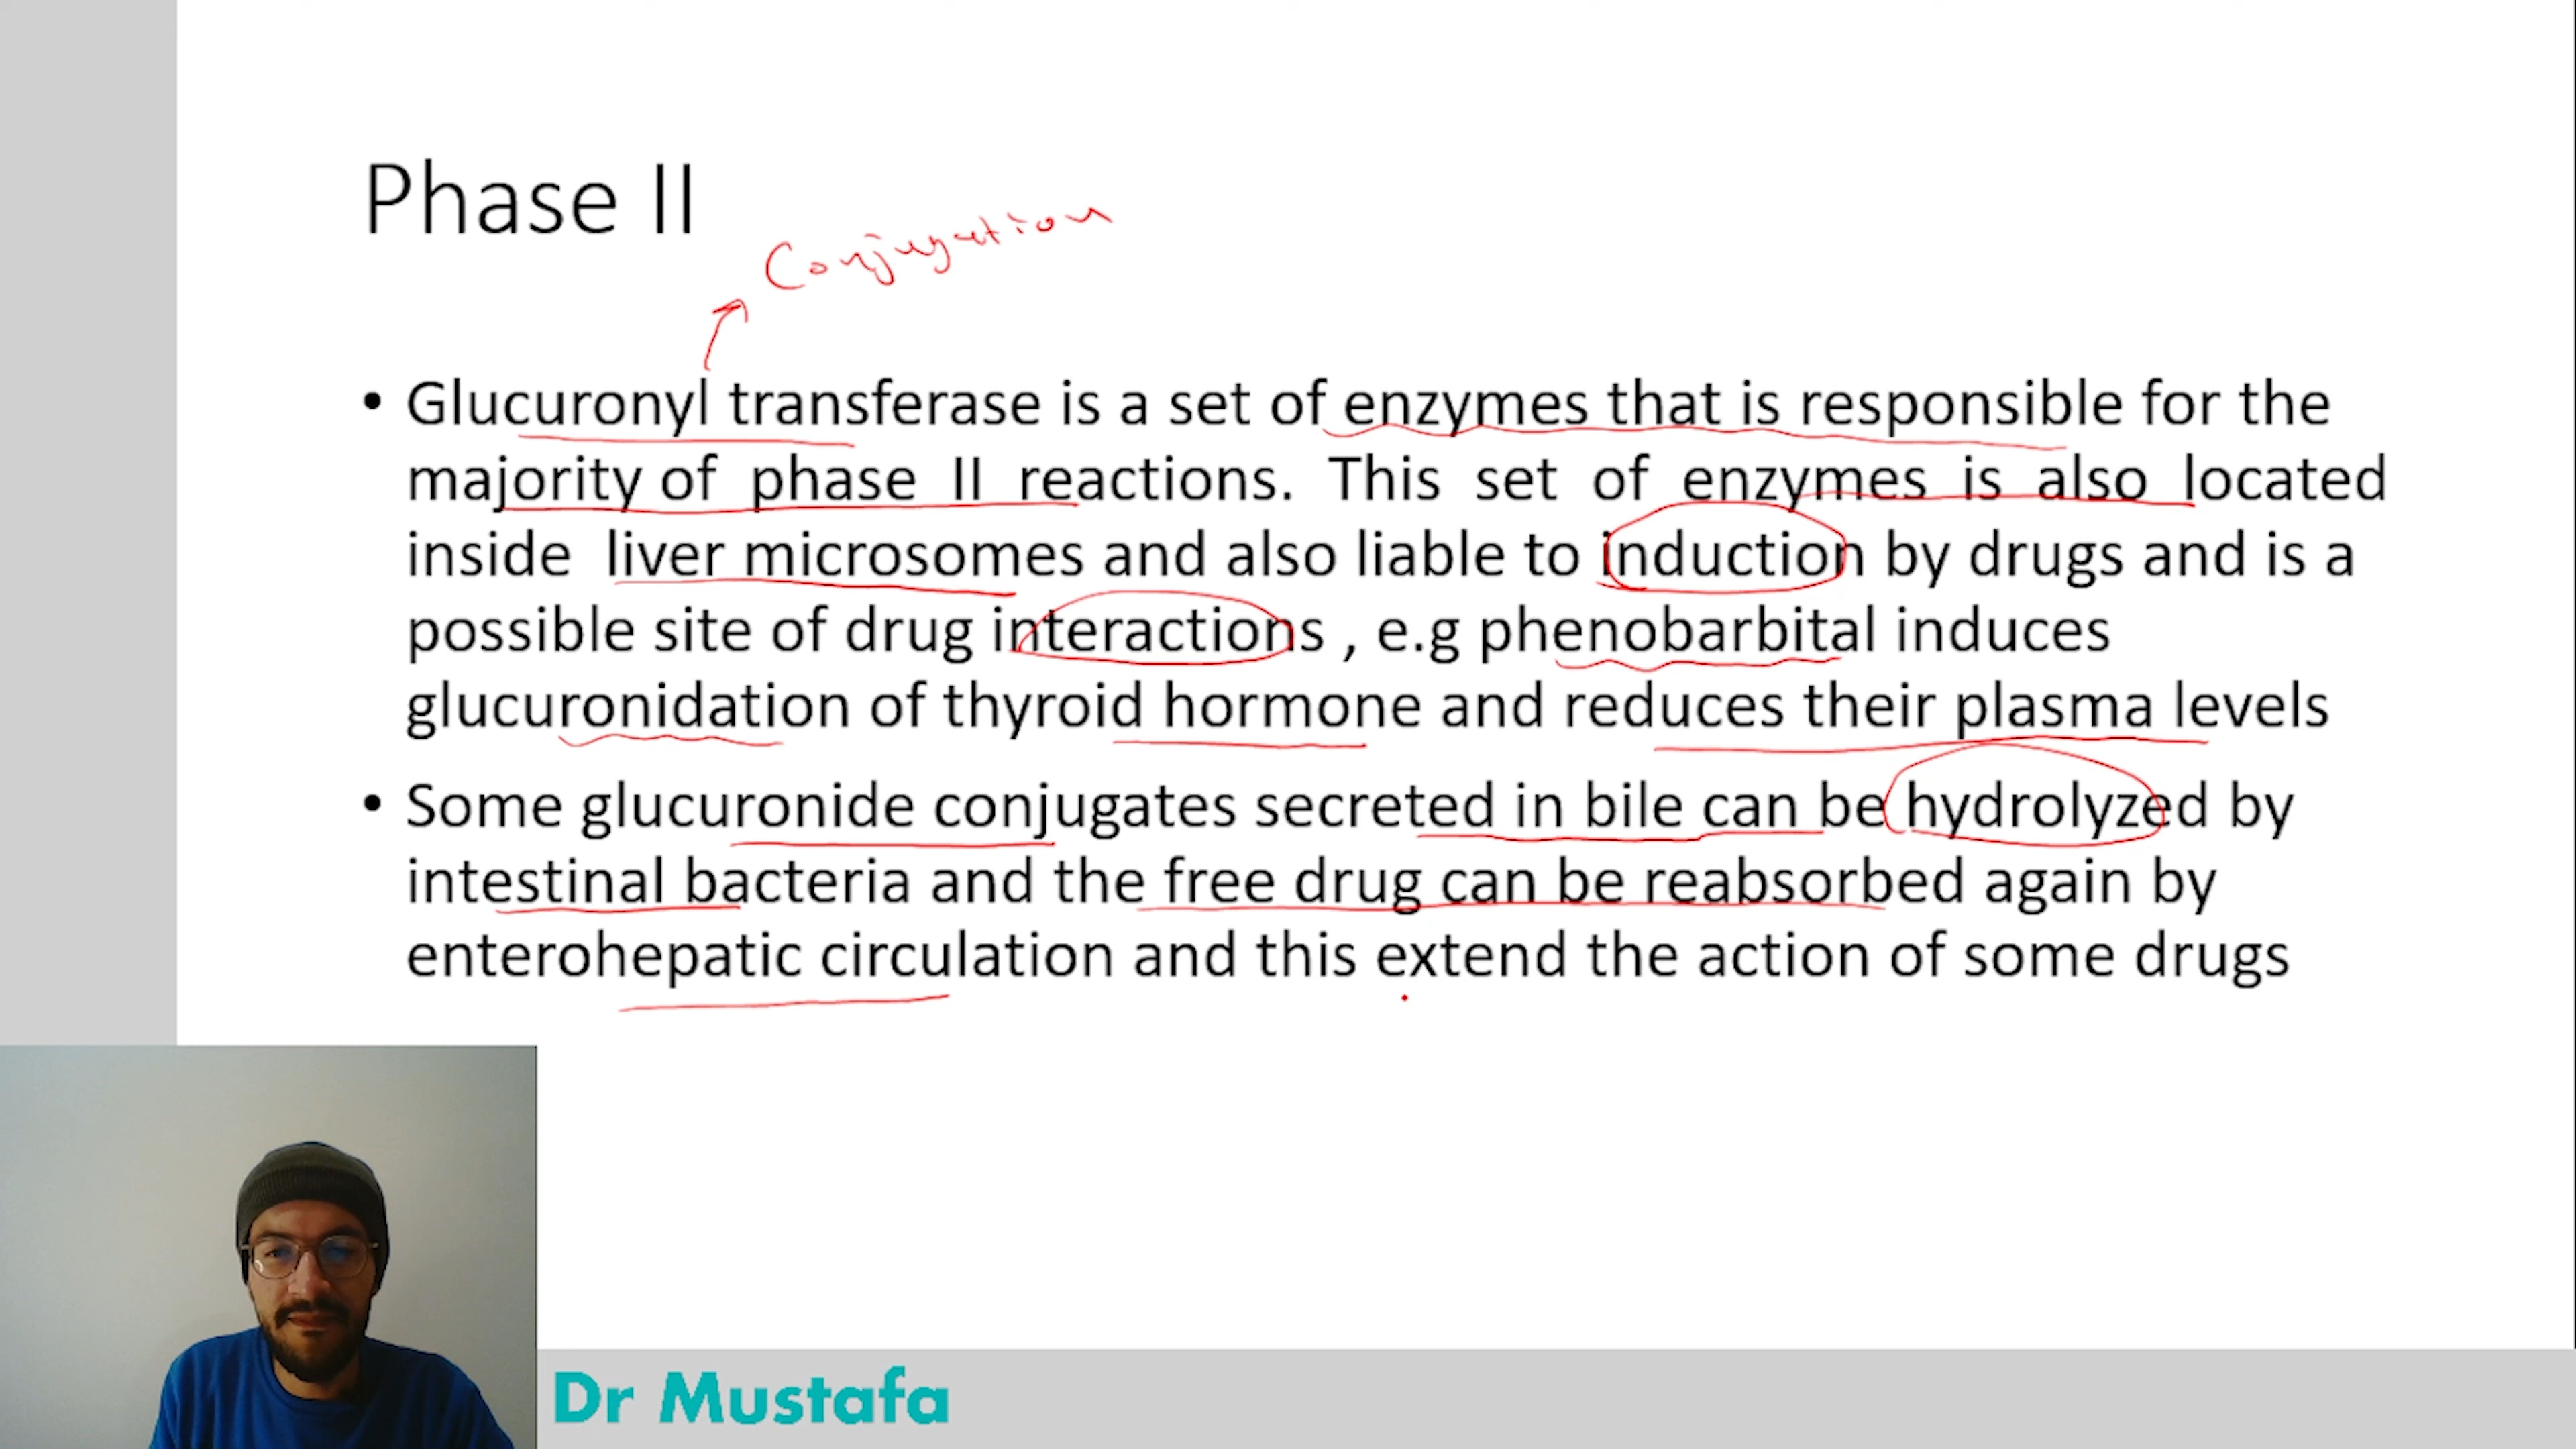 Phase II
Conjugation
• Glucuronyl transferase is a set of enzymes that is responsible for the
majority of phase II reactions. This set of enzymes is also located
inside liver microsomes and also liable to induction by drugs and is a
possible site of drug interactions , e.g phenobarbital induces
glucuronidation of thyroid hormone and reduces their plasma levels
• Some glucuronide conjugates secreted in bile can be hydrolyzed by
intestinal bacteria and the free drug can be reabsorbed again by
enterohepatic circulation and this extend the action of some drugs
Dr Mustafa